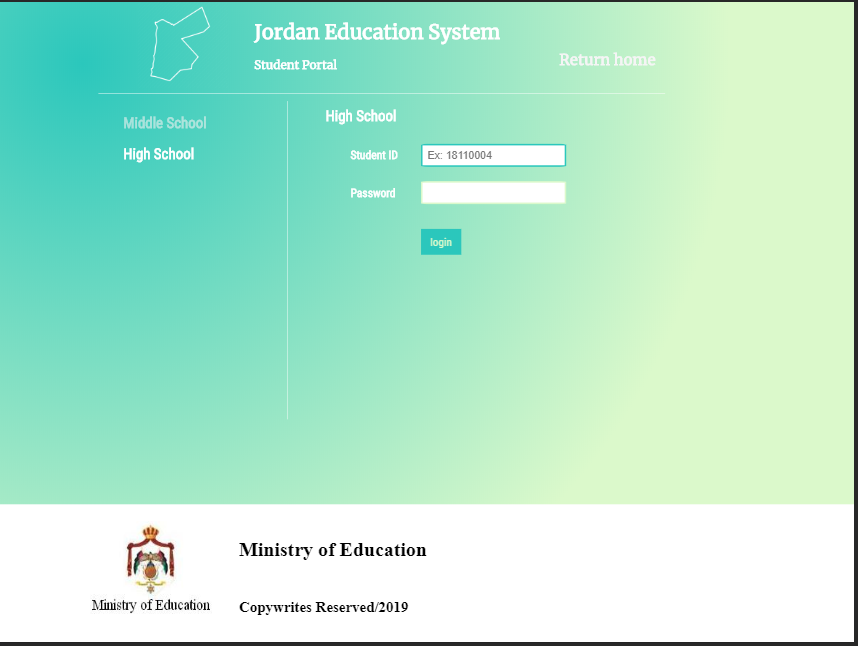 Jordan Education System
Student Portal
Return home
Middle School
High School
High School
Student ID
Ex: 18110004
Password
login
Ministry of Education
Ministry of Education
Copywrites Reserved/2019